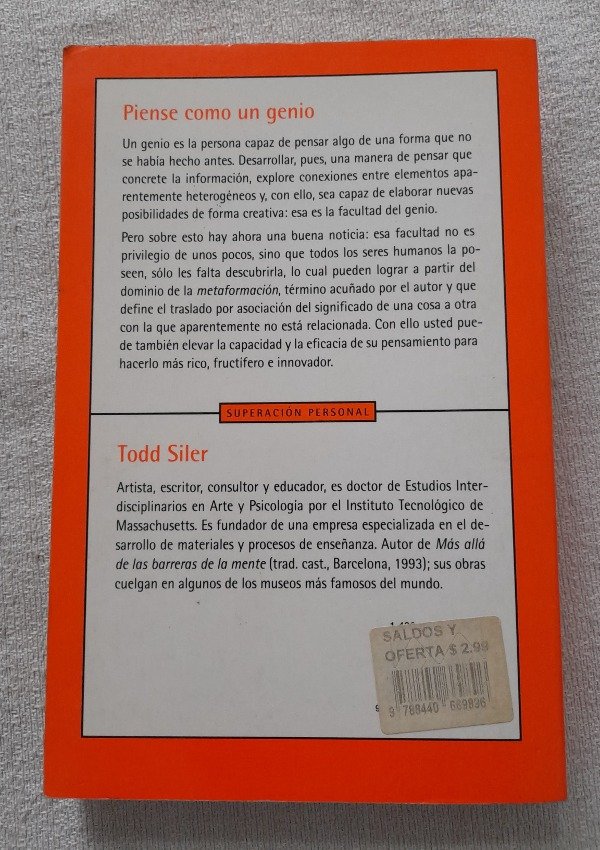 Piense como un genio
Un genio es la persona capaz de pensar algo de una forma que no
se había hecho antes. Desarrollar, pues, una manera de pensar que
concrete la información, explore conexiones entre elementos apa-
rentemente heterogéneos y, con ello, sea capaz de elaborar nuevas
posibilidades de forma creativa: esa es la facultad del genio.
Pero sobre esto hay ahora una buena noticia: esa facultad no es
privilegio de unos pocos, sino que todos los seres humanos la po-
seen, sólo les falta descubrirla, lo cual pueden lograr a partir del
dominio de la metaformación, término acuñado por el autor y que
define el traslado por asociación del significado de una cosa a otra
con la que aparentemente no está relacionada. Con ello usted pue-
de también elevar la capacidad y la eficacia de su pensamiento para
hacerlo más rico, fructífero e innovador.
SUPERACIÓN PERSONAL
Todd Siler
Artista, escritor, consultor y educador, es doctor de Estudios Inter-
disciplinarios en Arte y Psicología por el Instituto Tecnológico de
Massachusetts. Es fundador de una empresa especializada en el de-
sarrollo de materiales y procesos de enseñanza. Autor de Más allá
de las barreras de la mente (trad. cast., Barcelona, 1993); sus obras
cuelgan en algunos de los museos más famosos del mundo.
SALDOS Y
OFERTA $ 2.99
9 788440 669896